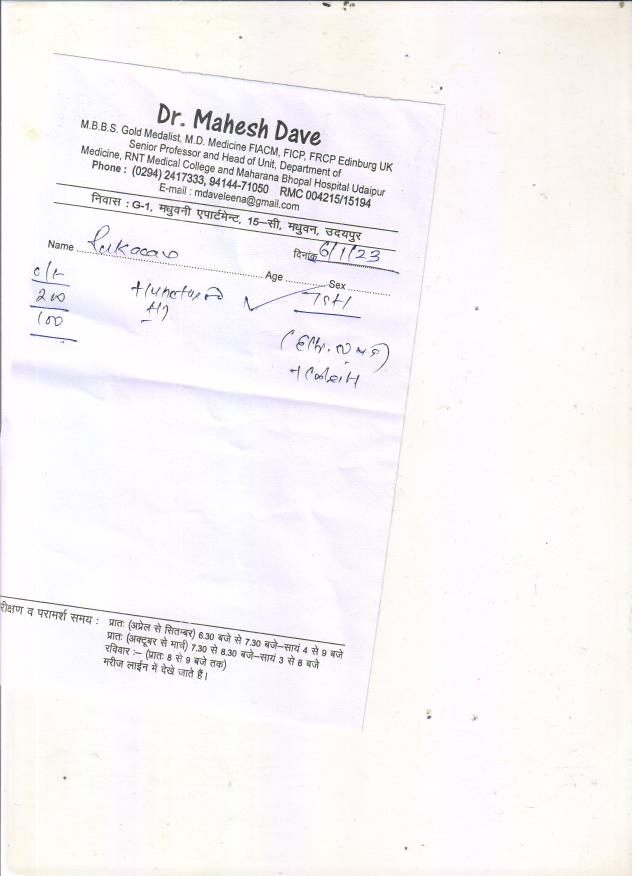 Dr. Mahesh Dave
M.B.B.S. Gold Medalist, M.D. Medicine FIACM, FICP, FRCP Edinburg UK
Senior Professor and Head of Unit, Department of
Medicine, RNT Medical College and Maharana Bhopal Hospital Udaipur
Phone : (0294) 2417333, 94144-71050 RMC 004215/15194
E-mail : mdaveleena@gmail.com
निवास : G-1, मधुवनी एपार्टमेन्ट, 15-सी, मधुवन, उदयपुर
दिनांक 6/1/23
Name
Age Sex
200
100
रीक्षण व परामर्श समय : प्रातः (अप्रेल से सितम्बर) 6.30 बजे से 7.30 बजे-सायं 4 से 9 बजे
प्रातः (अक्टूबर से मार्च) 7.30 से 8.30 बजे-सायं 3 से 8 बजे
रविवार :- (प्रातः 8 से 9 बजे तक)
मरीज लाईन में देखे जाते हैं।